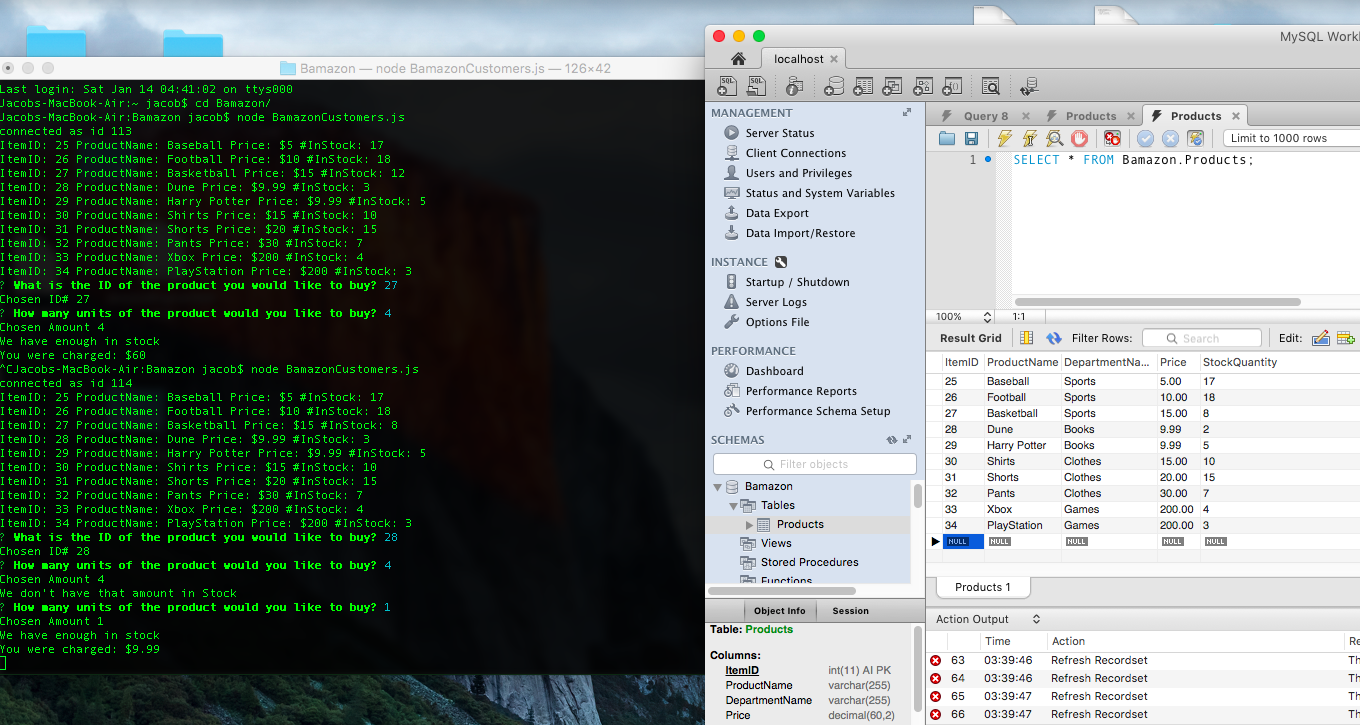 Bamazon — node BamazonCustomers.js — 126×42
Last login: Sat Jan 14 04:41:02 on ttys000
Jacobs-MacBook-Air:~ jacob$ cd Bamazon/
Jacobs-MacBook-Air:Bamazon jacob$ node BamazonCustomers.js
connected as id 113
ItemID: 25 ProductName: Baseball Price: $5 #InStock: 17
ItemID: 26 ProductName: Football Price: $10 #InStock: 18
ItemID: 27 ProductName: Basketball Price: $15 #InStock: 12
ItemID: 28 ProductName: Dune Price: $9.99 #InStock: 3
ItemID: 29 ProductName: Harry Potter Price: $9.99 #InStock: 5
ItemID: 30 ProductName: Shirts Price: $15 #InStock: 10
ItemID: 31 ProductName: Shorts Price: $20 #InStock: 15
ItemID: 32 ProductName: Pants Price: $30 #InStock: 7
ItemID: 33 ProductName: Xbox Price: $200 #InStock: 4
ItemID: 34 ProductName: PlayStation Price: $200 #InStock: 3
? What is the ID of the product you would like to buy? 27
Chosen ID# 27
? How many units of the product would you like to buy? 4
Chosen Amount 4
We have enough in stock
You were charged: $60
^CJacobs-MacBook-Air:Bamazon jacob$ node BamazonCustomers.js
connected as id 114
ItemID: 25 ProductName: Baseball Price: $5 #InStock: 17
ItemID: 26 ProductName: Football Price: $10 #InStock: 18
ItemID: 27 ProductName: Basketball Price: $15 #InStock: 8
ItemID: 28 ProductName: Dune Price: $9.99 #InStock: 3
ItemID: 29 ProductName: Harry Potter Price: $9.99 #InStock: 5
ItemID: 30 ProductName: Shirts Price: $15 #InStock: 10
ItemID: 31 ProductName: Shorts Price: $20 #InStock: 15
ItemID: 32 ProductName: Pants Price: $30 #InStock: 7
ItemID: 33 ProductName: Xbox Price: $200 #InStock: 4
ItemID: 34 ProductName: PlayStation Price: $200 #InStock: 3
? What is the ID of the product you would like to buy? 28
Chosen ID# 28
? How many units of the product would you like to buy? 4
Chosen Amount 4
We don't have that amount in Stock
? How many units of the product would you like to buy? 1
Chosen Amount 1
We have enough in stock
You were charged: $9.99
MySQL Work
localhost
MANAGEMENT
Server Status
Client Connections
Users and Privileges
Status and System Variables
Data Export
Data Import/Restore
INSTANCE
Startup / Shutdown
Server Logs
Options File
PERFORMANCE
Dashboard
Performance Reports
Performance Schema Setup
SCHEMAS
Filter objects
Bamazon
Tables
Products
Views
Stored Procedures
Functions
Object Info Session
Table: Products
Columns:
ItemID int(11) AI PK
ProductName varchar(255)
DepartmentName varchar(255)
Price decimal(60,2)
Query 8 Products Products
Limit to 1000 rows
1 SELECT * FROM Bamazon.Products;
100% 1:1
Result Grid Filter Rows: Search Edit:
ItemID ProductName DepartmentNa... Price StockQuantity
25 Baseball Sports 5.00 17
26 Football Sports 10.00 18
27 Basketball Sports 15.00 8
28 Dune Books 9.99 2
29 Harry Potter Books 9.99 5
30 Shirts Clothes 15.00 10
31 Shorts Clothes 20.00 15
32 Pants Clothes 30.00 7
33 Xbox Games 200.00 4
34 PlayStation Games 200.00 3
NULL NULL NULL NULL NULL
Products 1
Action Output
Time Action Re
63 03:39:46 Refresh Recordset Th
64 03:39:46 Refresh Recordset Th
65 03:39:47 Refresh Recordset Th
66 03:39:47 Refresh Recordset Th